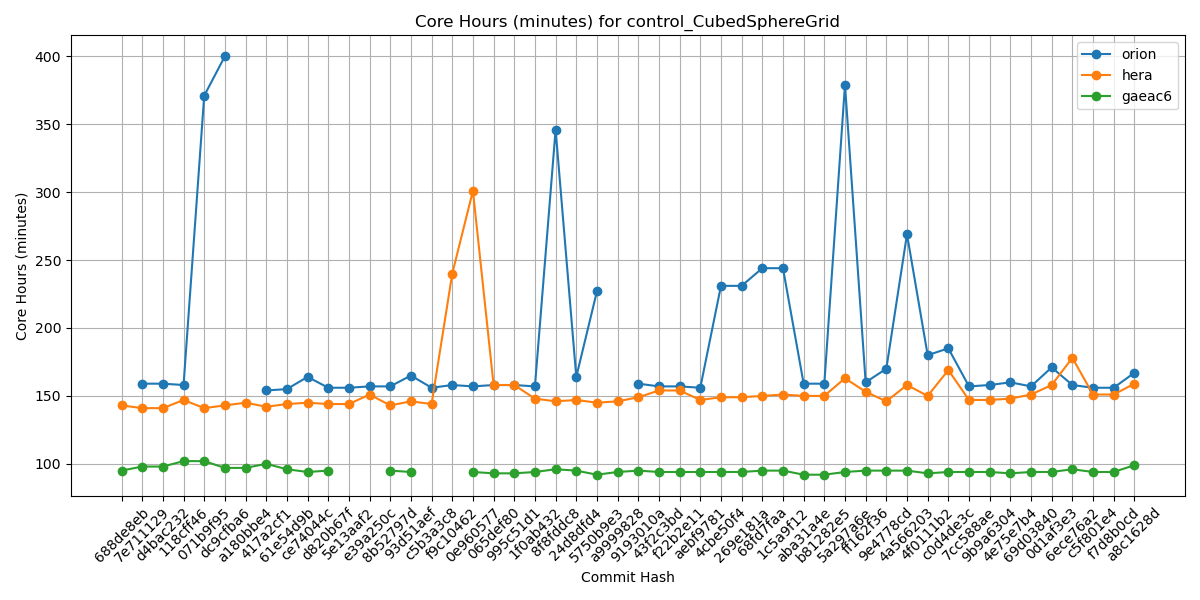 Core Hours (minutes) for control_CubedSphereGrid
orion
hera
gaeac6
400
350
300
250
200
150
100
Core Hours (minutes)
688de8eb
7e711129
d4bac232
118cff46
071b9f95
dc9cfba6
a180bbe4
417a2cf1
61e54d9b
ce74044c
d820b67f
5e13aaf2
e39a250c
8b52797d
93d51aef
c5b3a3c8
f9c10462
0e960577
065def80
995c51d1
1f0ab432
8f8fddc8
24d8dfd4
5750b9e3
a9999828
9193010a
43f253bd
f22b2e11
aebf9781
4cbe50f4
269e181a
68fd7faa
1c5a9f12
aba31a4e
b81282e5
5a297a6e
ff162f36
9e4778cd
4a566203
4f0111b2
c0d4de3c
7cc588ae
9b9a6304
4e75e7b4
69d03840
0d1af3e3
6ece76a2
c5f801e4
f7d8b0cd
a8c1628d
Commit Hash